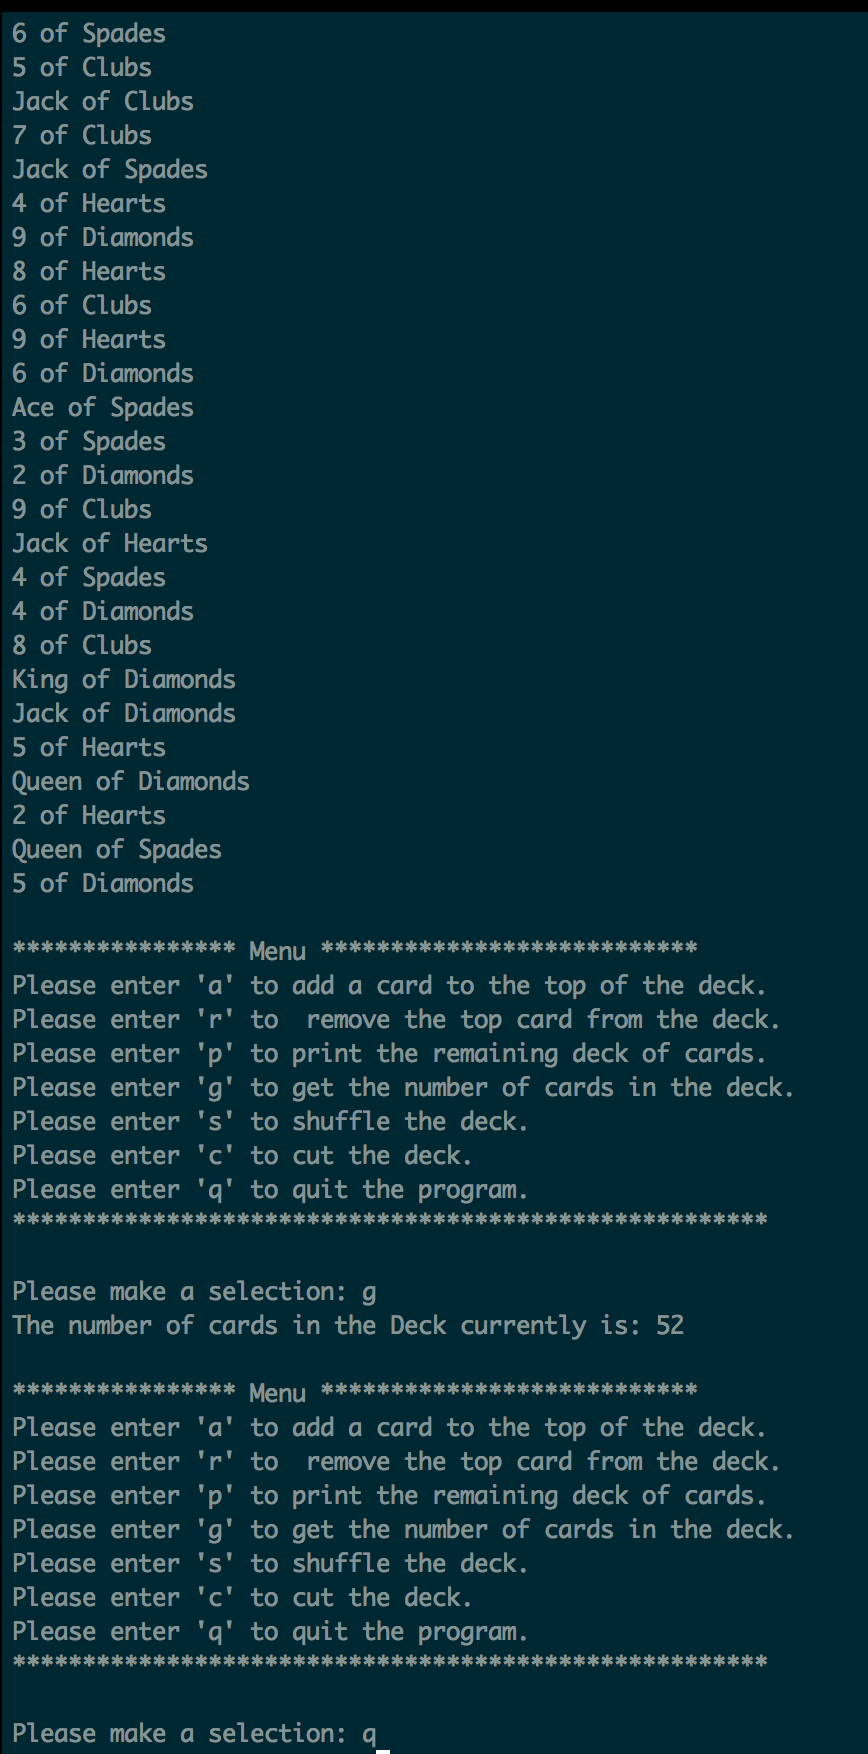 6 of Spades
5 of Clubs
Jack of Clubs
7 of Clubs
Jack of Spades
4 of Hearts
9 of Diamonds
8 of Hearts
6 of Clubs
9 of Hearts
6 of Diamonds
Ace of Spades
3 of Spades
2 of Diamonds
9 of Clubs
Jack of Hearts
4 of Spades
4 of Diamonds
8 of Clubs
King of Diamonds
Jack of Diamonds
5 of Hearts
Queen of Diamonds
2 of Hearts
Queen of Spades
5 of Diamonds

**************** Menu ***************************
Please enter 'a' to add a card to the top of the deck.
Please enter 'r' to  remove the top card from the deck.
Please enter 'p' to print the remaining deck of cards.
Please enter 'g' to get the number of cards in the deck.
Please enter 's' to shuffle the deck.
Please enter 'c' to cut the deck.
Please enter 'q' to quit the program.
******************************************************

Please make a selection: g
The number of cards in the Deck currently is: 52

**************** Menu ***************************
Please enter 'a' to add a card to the top of the deck.
Please enter 'r' to  remove the top card from the deck.
Please enter 'p' to print the remaining deck of cards.
Please enter 'g' to get the number of cards in the deck.
Please enter 's' to shuffle the deck.
Please enter 'c' to cut the deck.
Please enter 'q' to quit the program.
******************************************************

Please make a selection: q